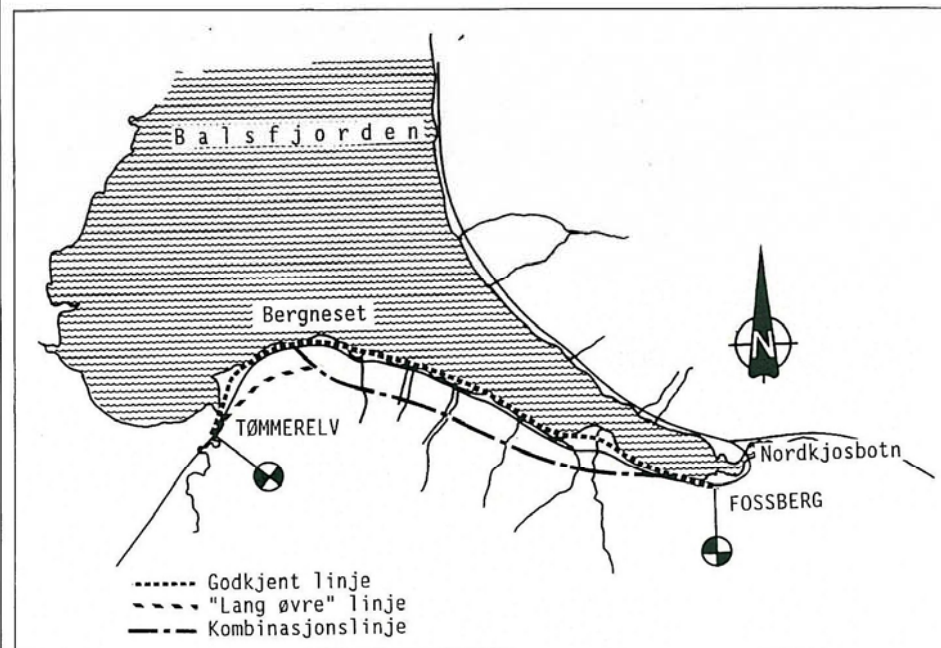 Balsfjorden
Bergneset
N
TØMMERELV
Nordkjosbotn
FOSSBERG
Godkjent linje
"Lang øvre" linje
Kombinasjonslinje